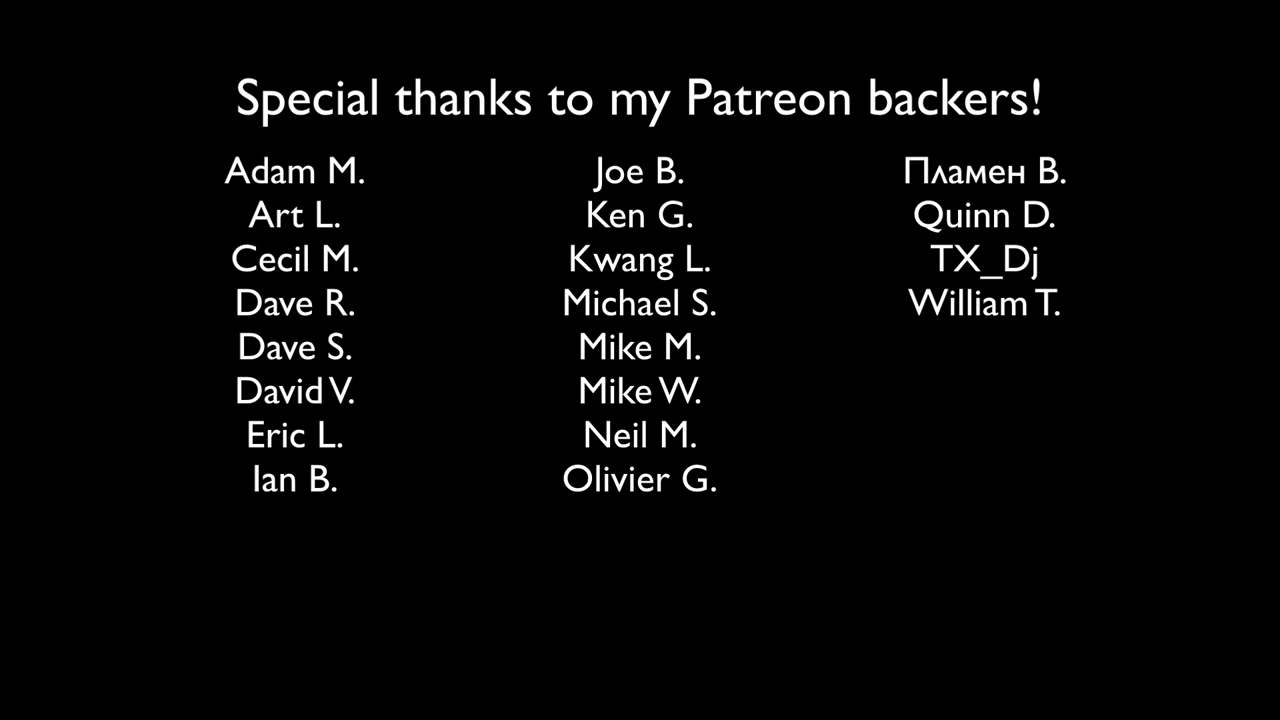 Special thanks to my Patreon backers!
Adam M.
Art L.
Cecil M.
Dave R.
Dave S.
David V.
Eric L.
Ian B.
Joe B.
Ken G.
Kwang L.
Michael S.
Mike M.
Mike W.
Neil M.
Olivier G.
Пламен В.
Quinn D.
TX_Dj
William T.